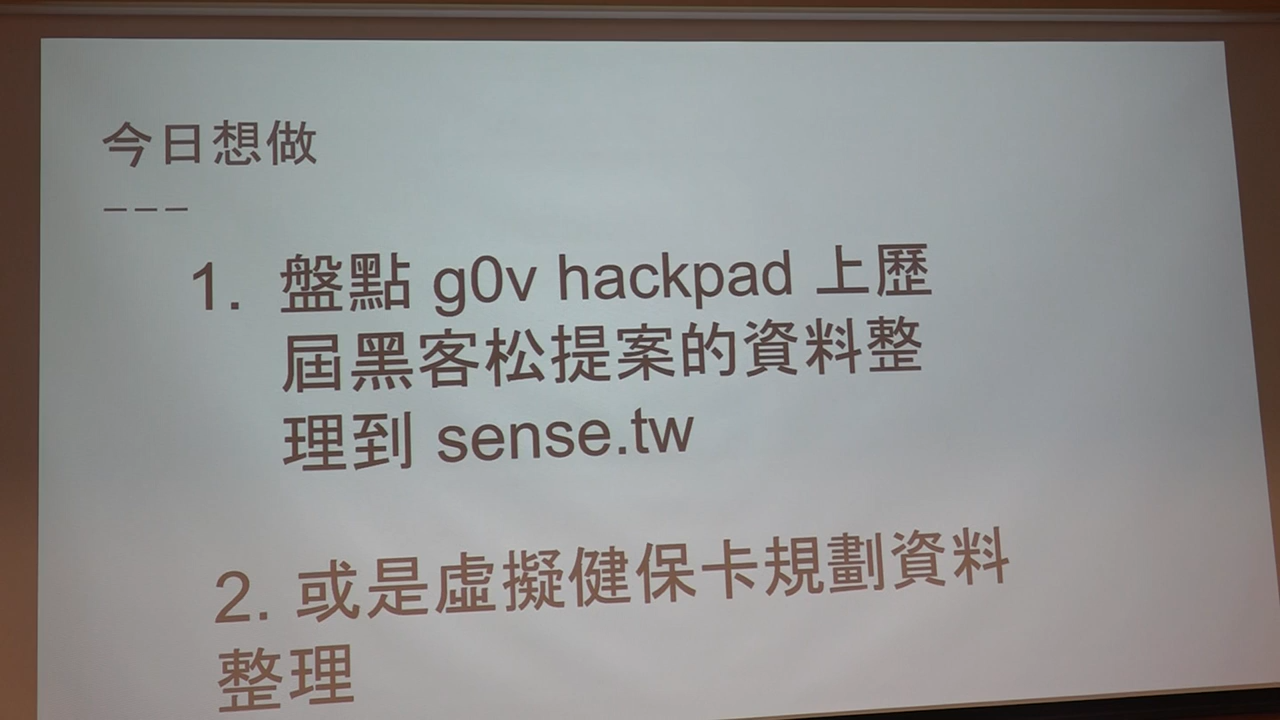 今日想做
---
1. 盤點 g0v hackpad 上歷
屆黑客松提案的資料整
理到 sense.tw
2. 或是虛擬健保卡規劃資料
整理